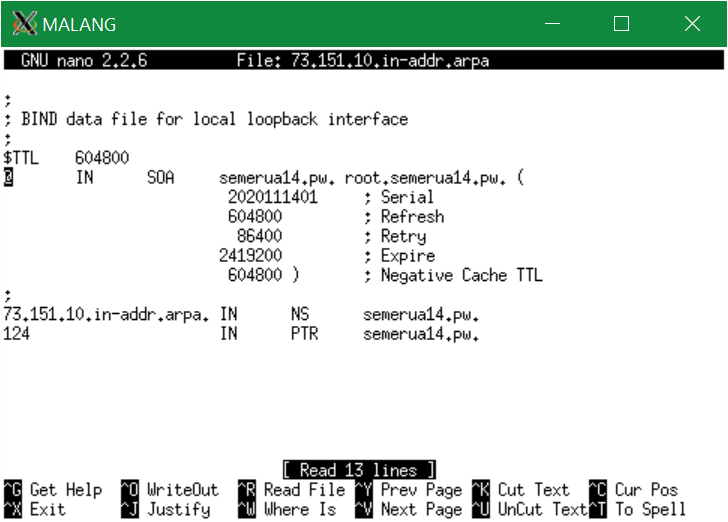 MALANG
GNU nano 2.2.6 File: 73.151.10.in-addr.arpa
;
; BIND data file for local loopback interface
;
$TTL 604800
@ IN SOA semerua14.pw. root.semerua14.pw. (
2020111401 ; Serial
604800 ; Refresh
86400 ; Retry
2419200 ; Expire
604800 ) ; Negative Cache TTL
;
73.151.10.in-addr.arpa. IN NS semerua14.pw.
124 IN PTR semerua14.pw.
[ Read 13 lines ]
^G Get Help ^O WriteOut ^R Read File ^Y Prev Page ^K Cut Text ^C Cur Pos
^X Exit ^J Justify ^W Where Is ^V Next Page ^U UnCut Text ^T To Spell